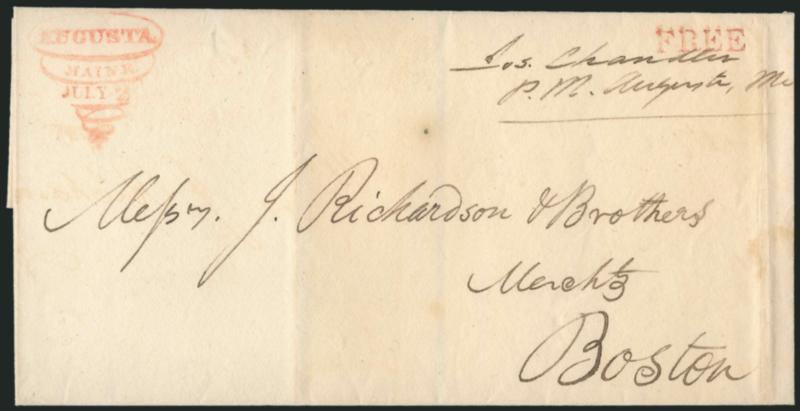 AUGUSTA
MAINE
JULY 2
FREE
Jos. Chandler
P. M. Augusta, Me
Messrs. J. Richardson & Brothers
Merchts
Boston